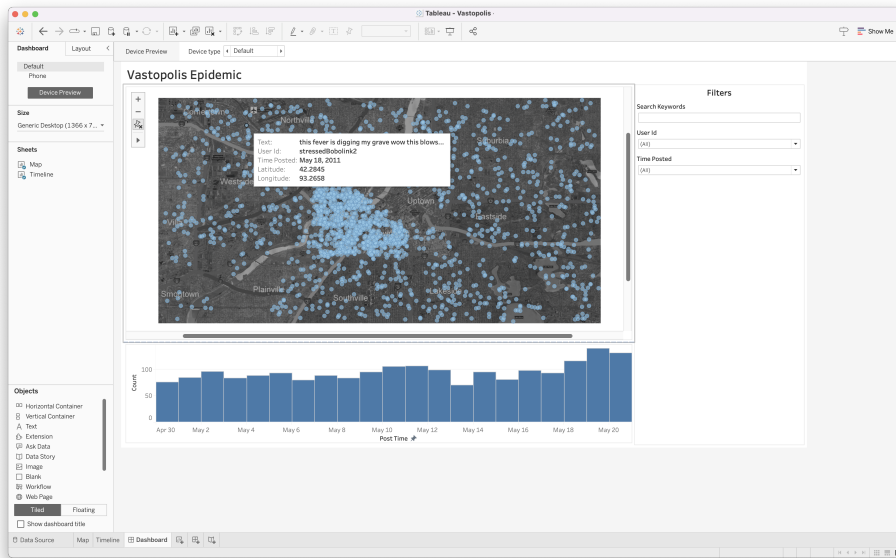 Tableau - Vastopolis
Show Me
Dashboard
Layout
Device Preview
Device type
Default
Default
Phone
Device Preview
Size
Generic Desktop (1366 x 7...
Sheets
Map
Timeline
Vastopolis Epidemic
Northville
Suburbia
Westside
Uptown
Eastside
Plainville
Smogtown
Southville
Lakeside
Text: this fever is digging my grave wow this blows...
User Id: stressedBobolink2
Time Posted: May 18, 2011
Latitude: 42.2845
Longitude: 93.2658
Filters
Search Keywords
User Id
(All)
Time Posted
(All)
Count
100
50
0
Apr 30
May 2
May 4
May 6
May 8
May 10
May 12
May 14
May 16
May 18
May 20
Post Time
Objects
Horizontal Container
Vertical Container
Text
Extension
Ask Data
Data Story
Image
Blank
Workflow
Web Page
Tiled
Floating
Show dashboard title
Data Source
Map
Timeline
Dashboard